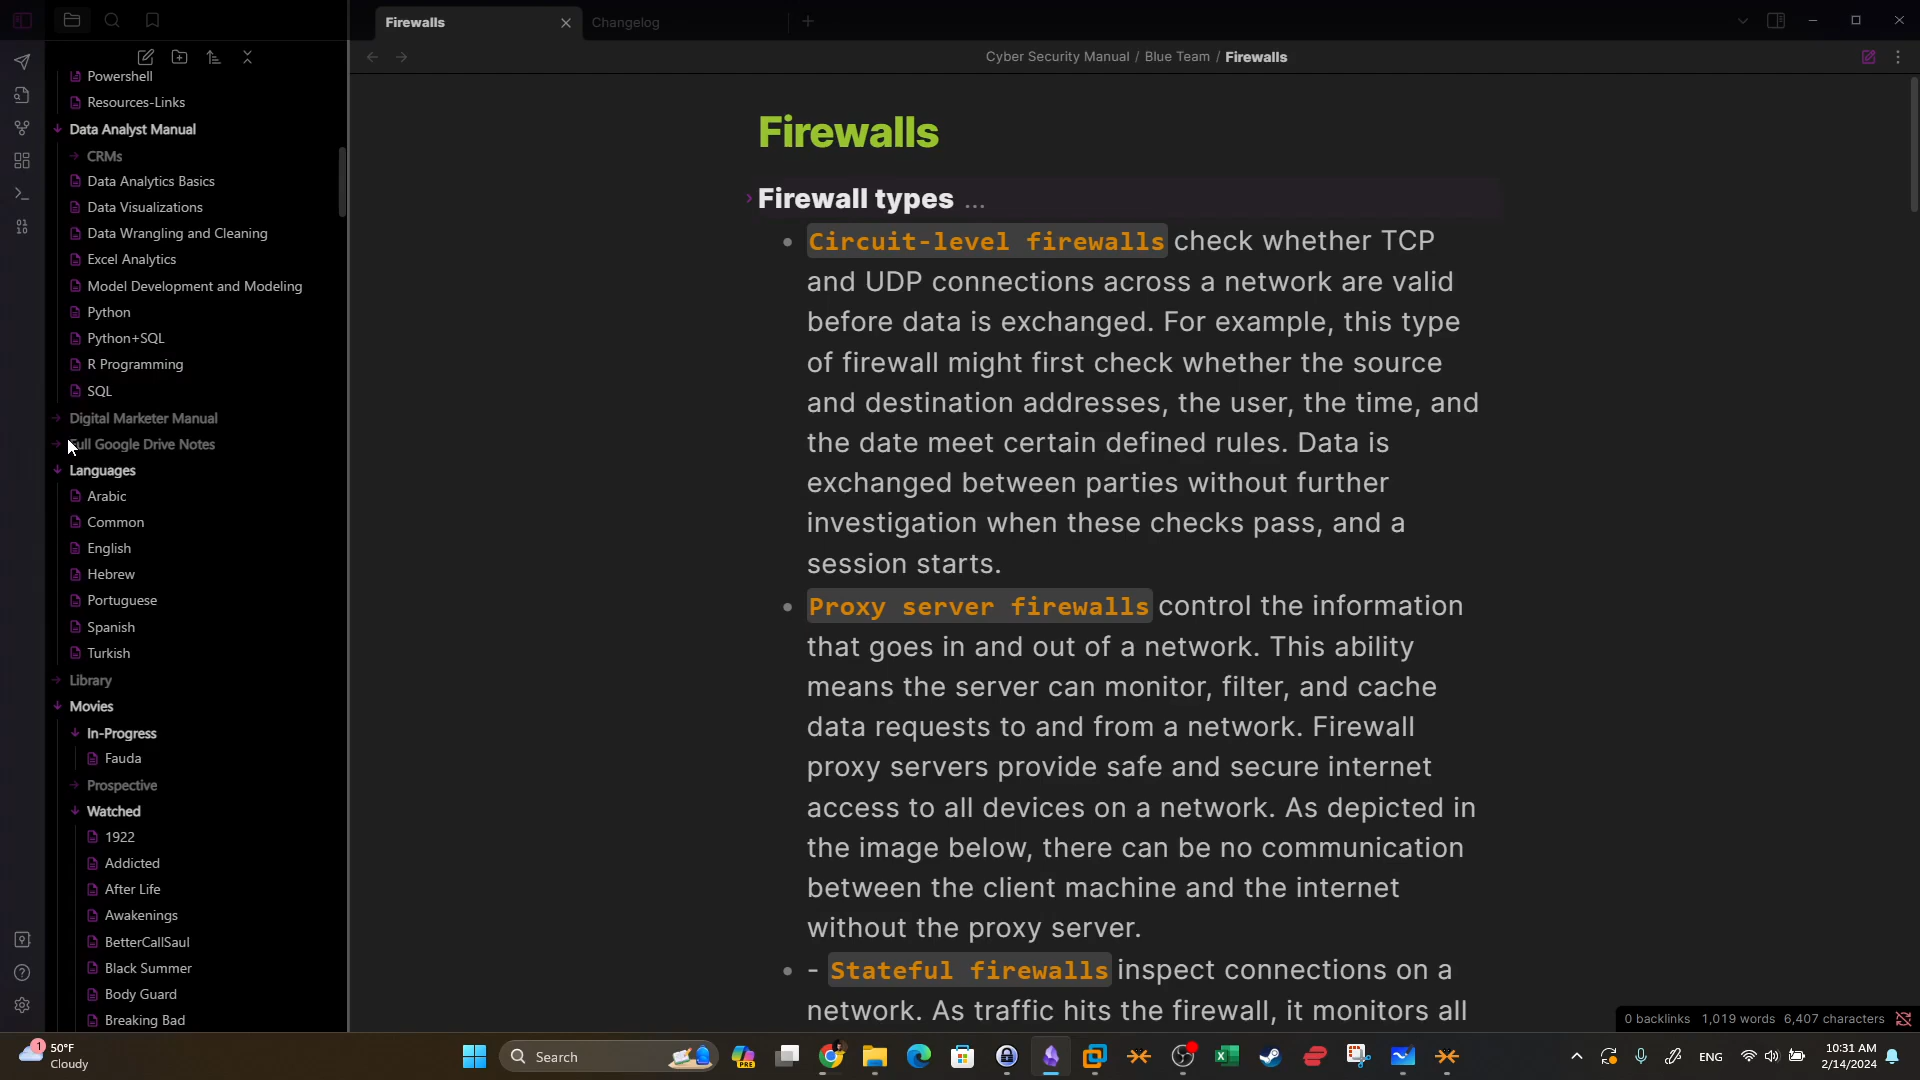 Firewalls
Changelog
Cyber Security Manual / Blue Team / Firewalls
Powershell
Resources-Links
Data Analyst Manual
CRMs
Data Analytics Basics
Data Visualizations
Data Wrangling and Cleaning
Excel Analytics
Model Development and Modeling
Python
Python+SQL
R Programming
SQL
Digital Marketer Manual
Full Google Drive Notes
Languages
Arabic
Common
English
Hebrew
Portuguese
Spanish
Turkish
Library
Movies
In-Progress
Fauda
Prospective
Watched
1922
Addicted
After Life
Awakenings
BetterCallSaul
Black Summer
Body Guard
Breaking Bad
Firewalls
Firewall types ...
Circuit-level firewalls check whether TCP
and UDP connections across a network are valid
before data is exchanged. For example, this type
of firewall might first check whether the source
and destination addresses, the user, the time, and
the date meet certain defined rules. Data is
exchanged between parties without further
investigation when these checks pass, and a
session starts.
Proxy server firewalls control the information
that goes in and out of a network. This ability
means the server can monitor, filter, and cache
data requests to and from a network. Firewall
proxy servers provide safe and secure internet
access to all devices on a network. As depicted in
the image below, there can be no communication
between the client machine and the internet
without the proxy server.
- Stateful firewalls inspect connections on a
network. As traffic hits the firewall, it monitors all
0 backlinks 1,019 words 6,407 characters
1
50°F
Cloudy
Search
PRE
ENG
10:31 AM
2/14/2024